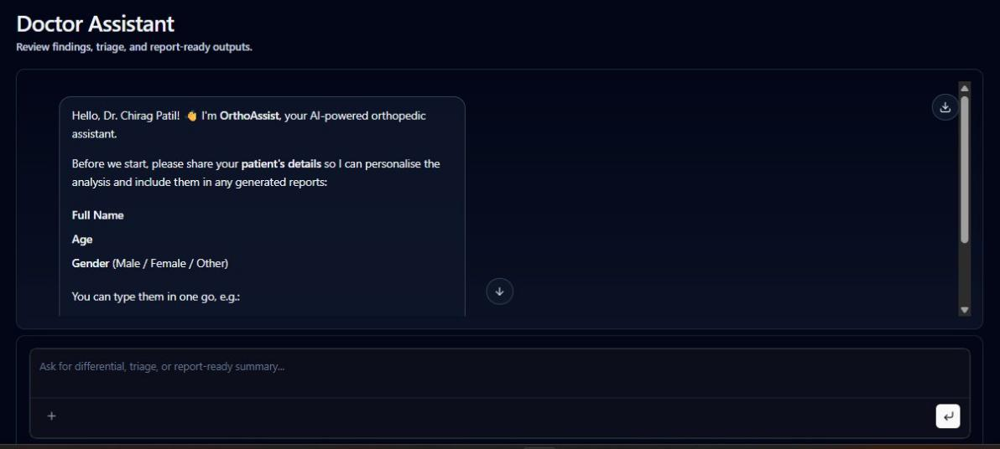 Doctor Assistant
Review findings, triage, and report-ready outputs.
Hello, Dr. Chirag Patil! 👋 I'm OrthoAssist, your AI-powered orthopedic
assistant.
Before we start, please share your patient's details so I can personalise the
analysis and include them in any generated reports:
Full Name
Age
Gender (Male / Female / Other)
You can type them in one go, e.g.:
Ask for differential, triage, or report-ready summary...